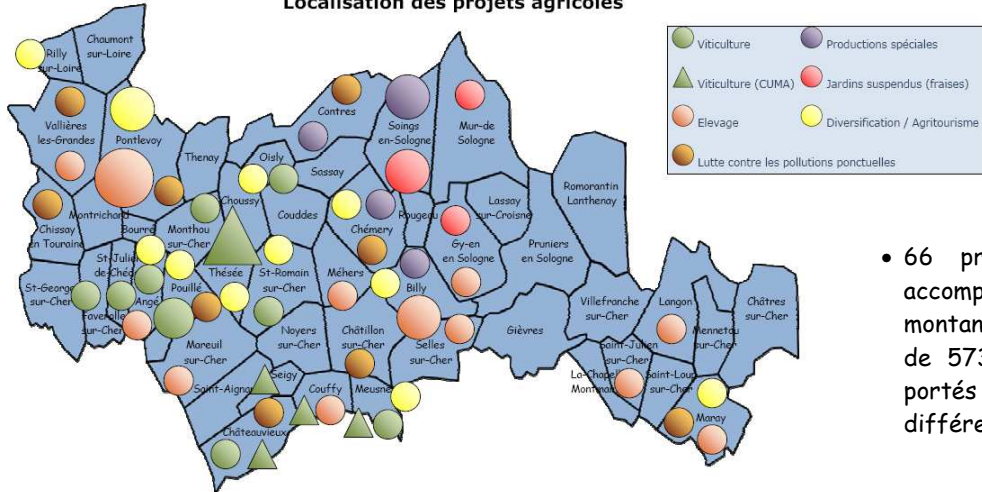 Localisation des projets agricoles
Viticulture
Productions spéciales
Viticulture (CUMA)
Jardins suspendus (fraises)
Elevage
Diversification / Agritourisme
Lutte contre les pollutions ponctuelles
Chaumont
sur-Loire
Rilly
sur-Loire
Vallières
les-Grandes
Pontlevoy
Thenay
Contres
Oisly
Sassay
Soings
en-Sologne
Mur-de
Sologne
Choussy
Couddes
Chémery
Rougeau
Lassay
sur-Croisne
Romorantin
Lanthenay
Gy-en
en Sologne
Pruniers
en Sologne
Chissay
en Touraine
Montrichard
Bourré
Monthou
sur-Cher
St-Julien
de-Chéd
St-George
sur-Cher
Faverolles
sur-Cher
Angé
Pouillé
Thésée
St-Romain
sur-Cher
Méhers
Billy
Mareuil
sur-Cher
Noyers
sur-Cher
Châtillon
sur-Cher
Selles
sur-Cher
Gièvres
Villefranche
sur-Cher
Langon
Mennetou
sur-Cher
Châtres
sur-Cher
Saint-Julien
sur-Cher
La-Chapelle
Montmar
Saint-Loup
sur-Cher
Maray
Saint-Aignan
Seigy
Couffy
Meusnes
Châteauvieux
• 66 pr
accomp
montan
de 573
portés
différe